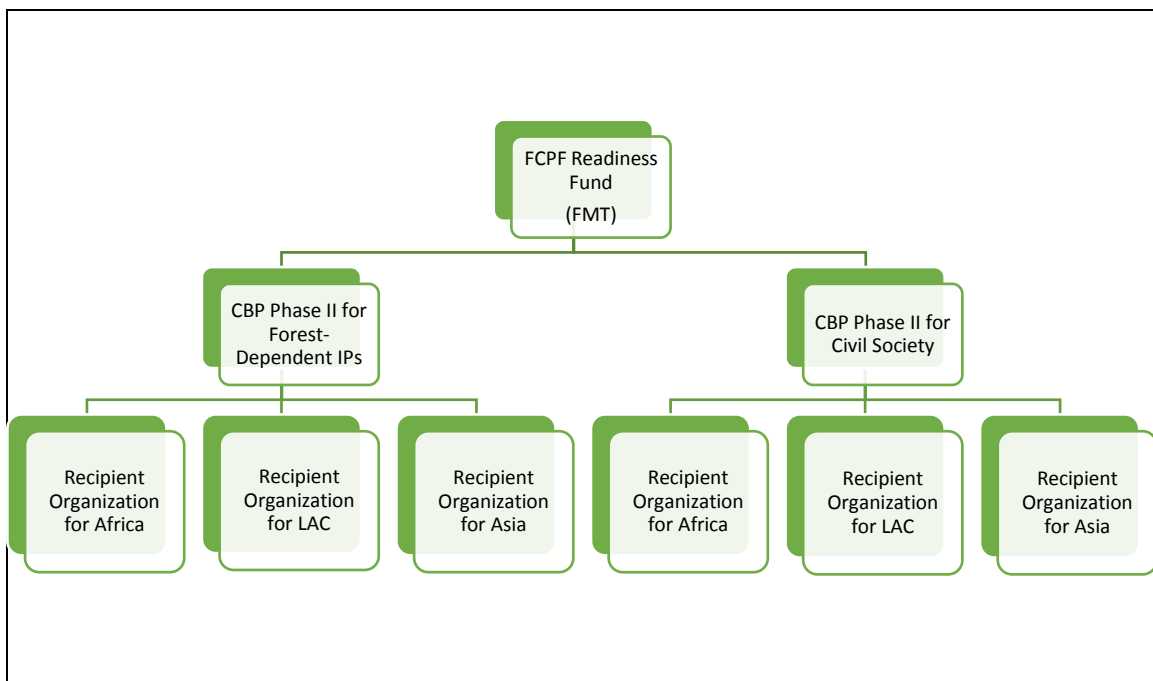 FCPF Readiness
Fund
(FMT)
CBP Phase II for
Forest-
Dependent IPs
CBP Phase II for
Civil Society
Recipient
Organization
for Africa
Recipient
Organization
for LAC
Recipient
Organization
for Asia
Recipient
Organization
for Africa
Recipient
Organization
for LAC
Recipient
Organization
for Asia